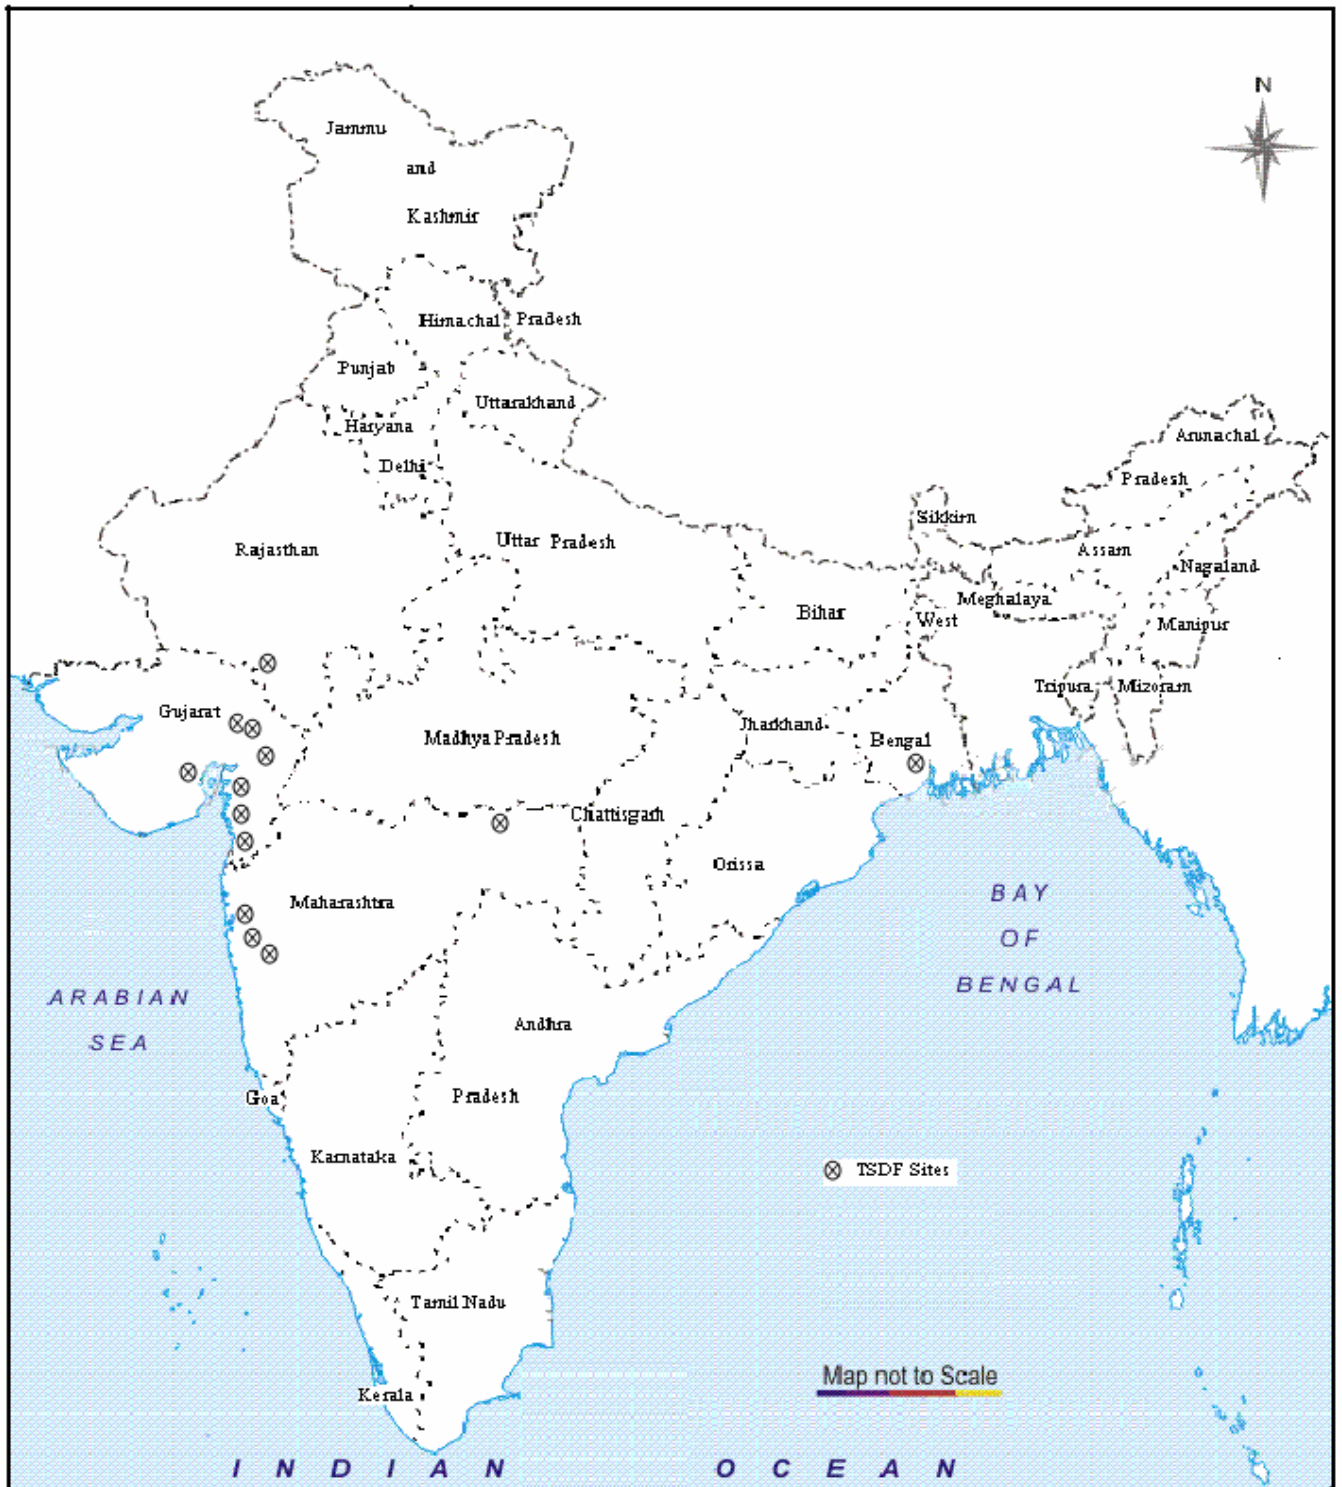 N
Jammu
and
Kashmir
Himachal Pradesh
Punjab
Uttarakhand
Haryana
Delhi
Arunachal
Pradesh
Sikkim
Rajasthan
Uttar Pradesh
Assam
Nagaland
Meghalaya
Bihar
West
Manipur
Gujarat
Tripura
Mizoram
Madhya Pradesh
Jharkhand
Bengal
Chattisgarh
Orissa
Maharashtra
BAY
OF
BENGAL
ARABIAN
SEA
Andhra
Pradesh
Goa
Karnataka
TSDF Sites
Tamil Nadu
Map not to Scale
Kerala
INDIAN OCEAN